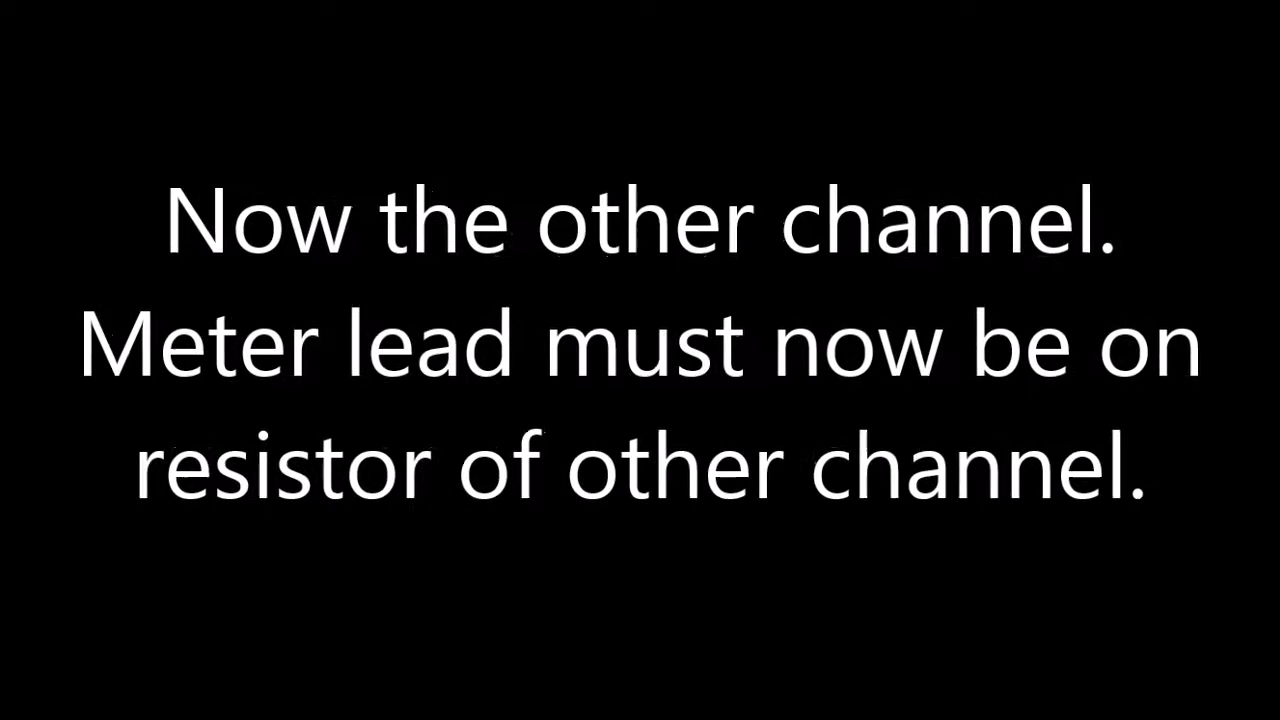 Now the other channel.
Meter lead must now be on
resistor of other channel.